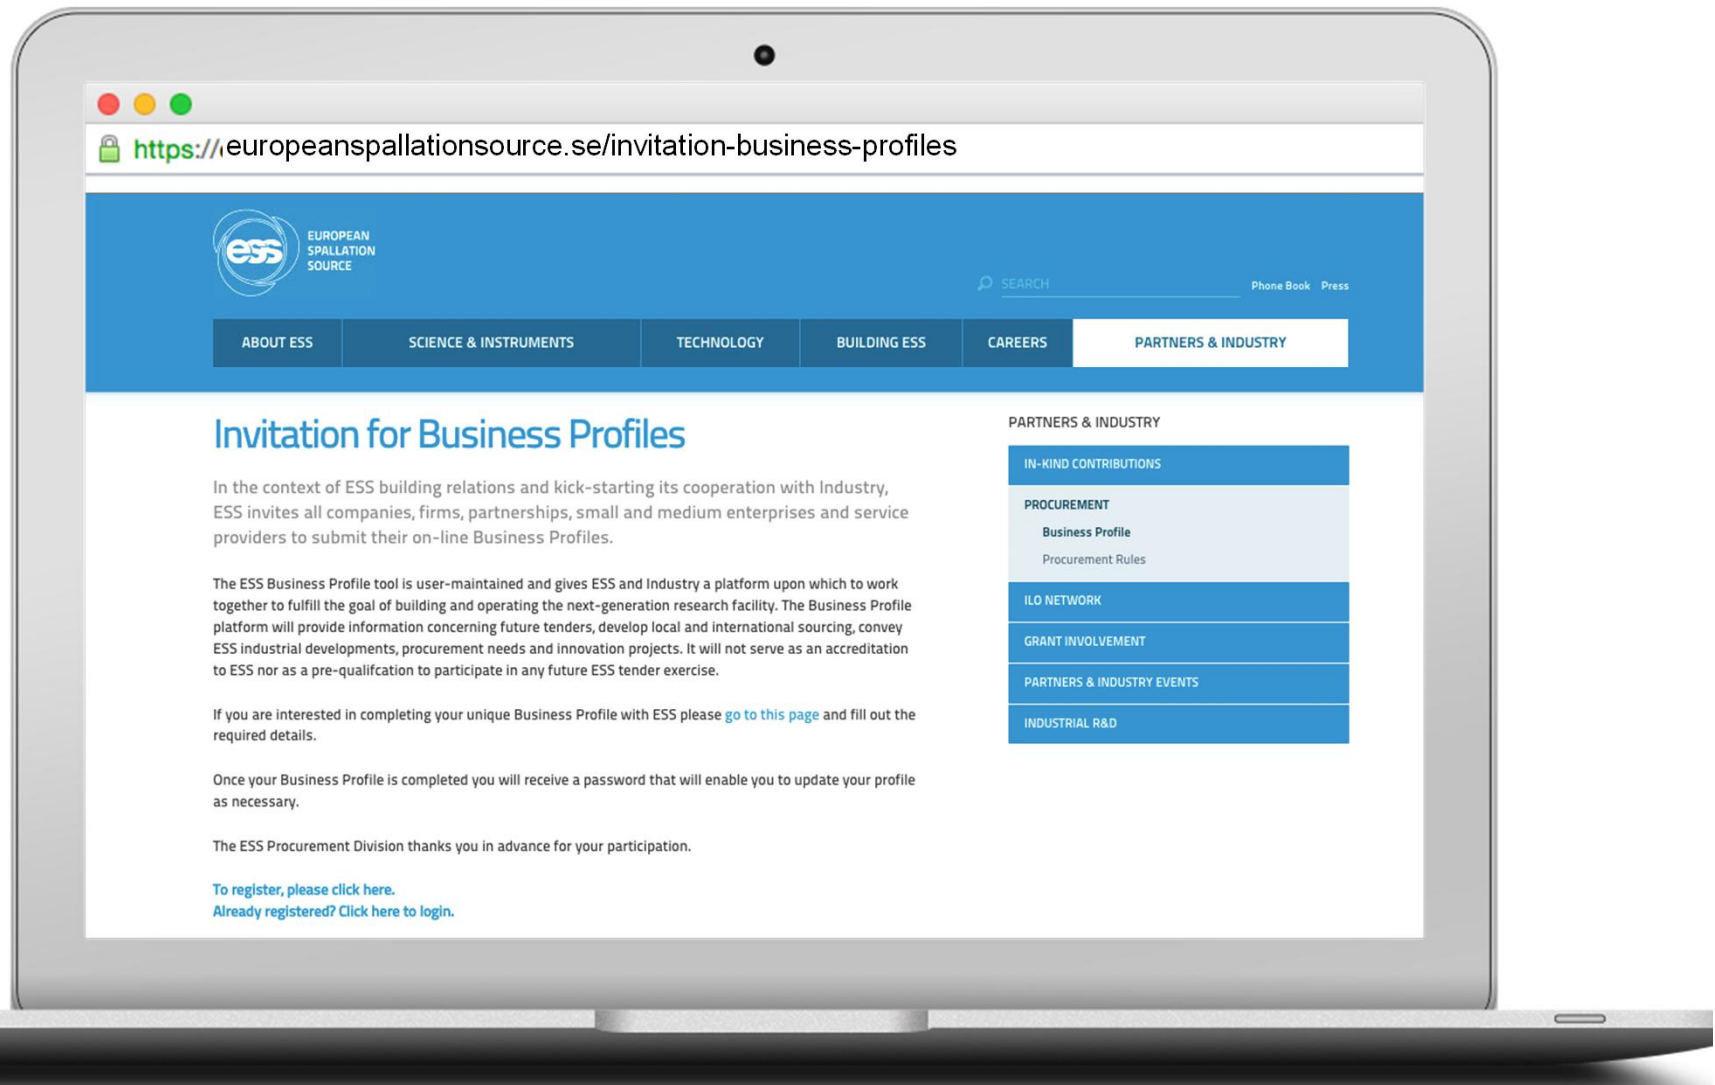 https://europeanspallationsource.se/invitation-business-profiles
ess
EUROPEAN
SPALLATION
SOURCE
SEARCH
Phone Book Press
ABOUT ESS SCIENCE & INSTRUMENTS TECHNOLOGY BUILDING ESS CAREERS PARTNERS & INDUSTRY
Invitation for Business Profiles
In the context of ESS building relations and kick-starting its cooperation with Industry,
ESS invites all companies, firms, partnerships, small and medium enterprises and service
providers to submit their on-line Business Profiles.
The ESS Business Profile tool is user-maintained and gives ESS and Industry a platform upon which to work
together to fulfill the goal of building and operating the next-generation research facility. The Business Profile
platform will provide information concerning future tenders, develop local and international sourcing, convey
ESS industrial developments, procurement needs and innovation projects. It will not serve as an accreditation
to ESS nor as a pre-qualifcation to participate in any future ESS tender exercise.
If you are interested in completing your unique Business Profile with ESS please go to this page and fill out the
required details.
Once your Business Profile is completed you will receive a password that will enable you to update your profile
as necessary.
The ESS Procurement Division thanks you in advance for your participation.
To register, please click here.
Already registered? Click here to login.
PARTNERS & INDUSTRY
IN-KIND CONTRIBUTIONS
PROCUREMENT
Business Profile
Procurement Rules
ILO NETWORK
GRANT INVOLVEMENT
PARTNERS & INDUSTRY EVENTS
INDUSTRIAL R&D